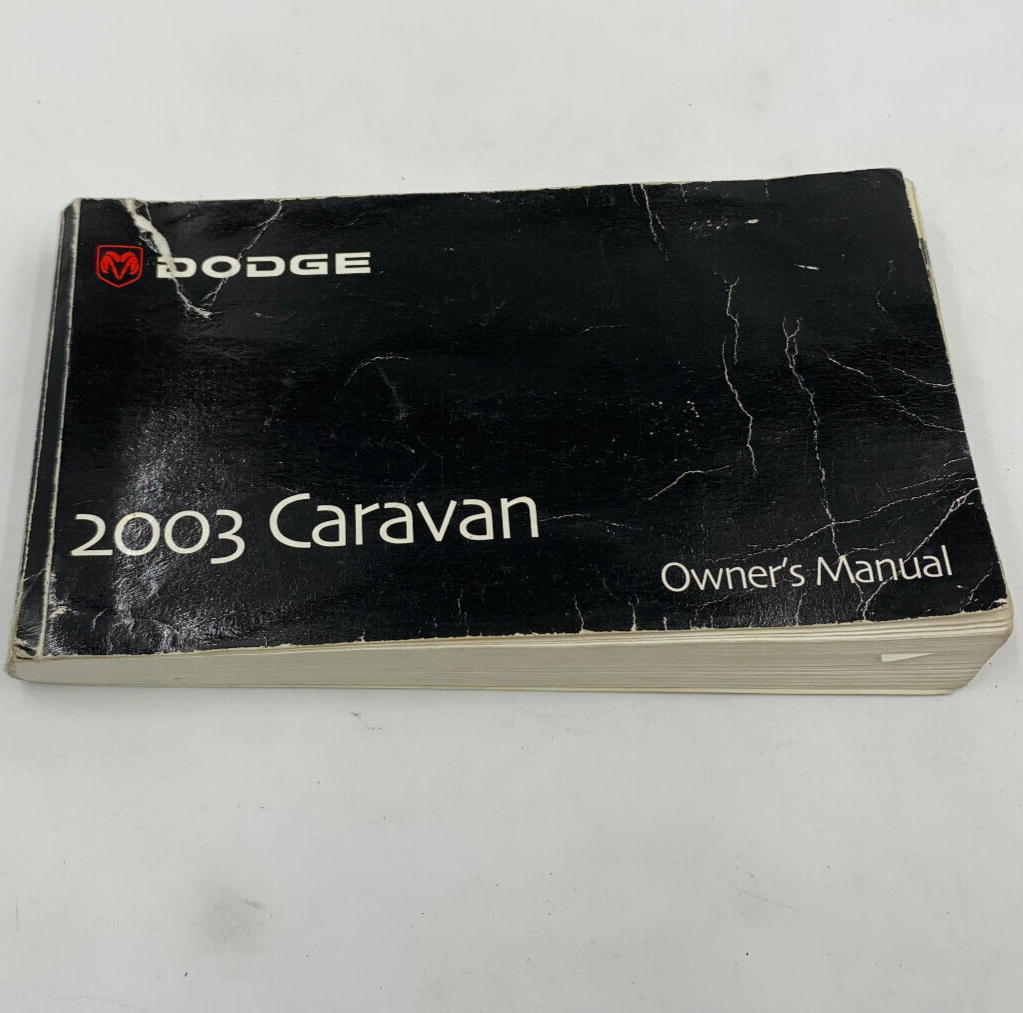 DODGE
2003 Caravan
Owner's Manual